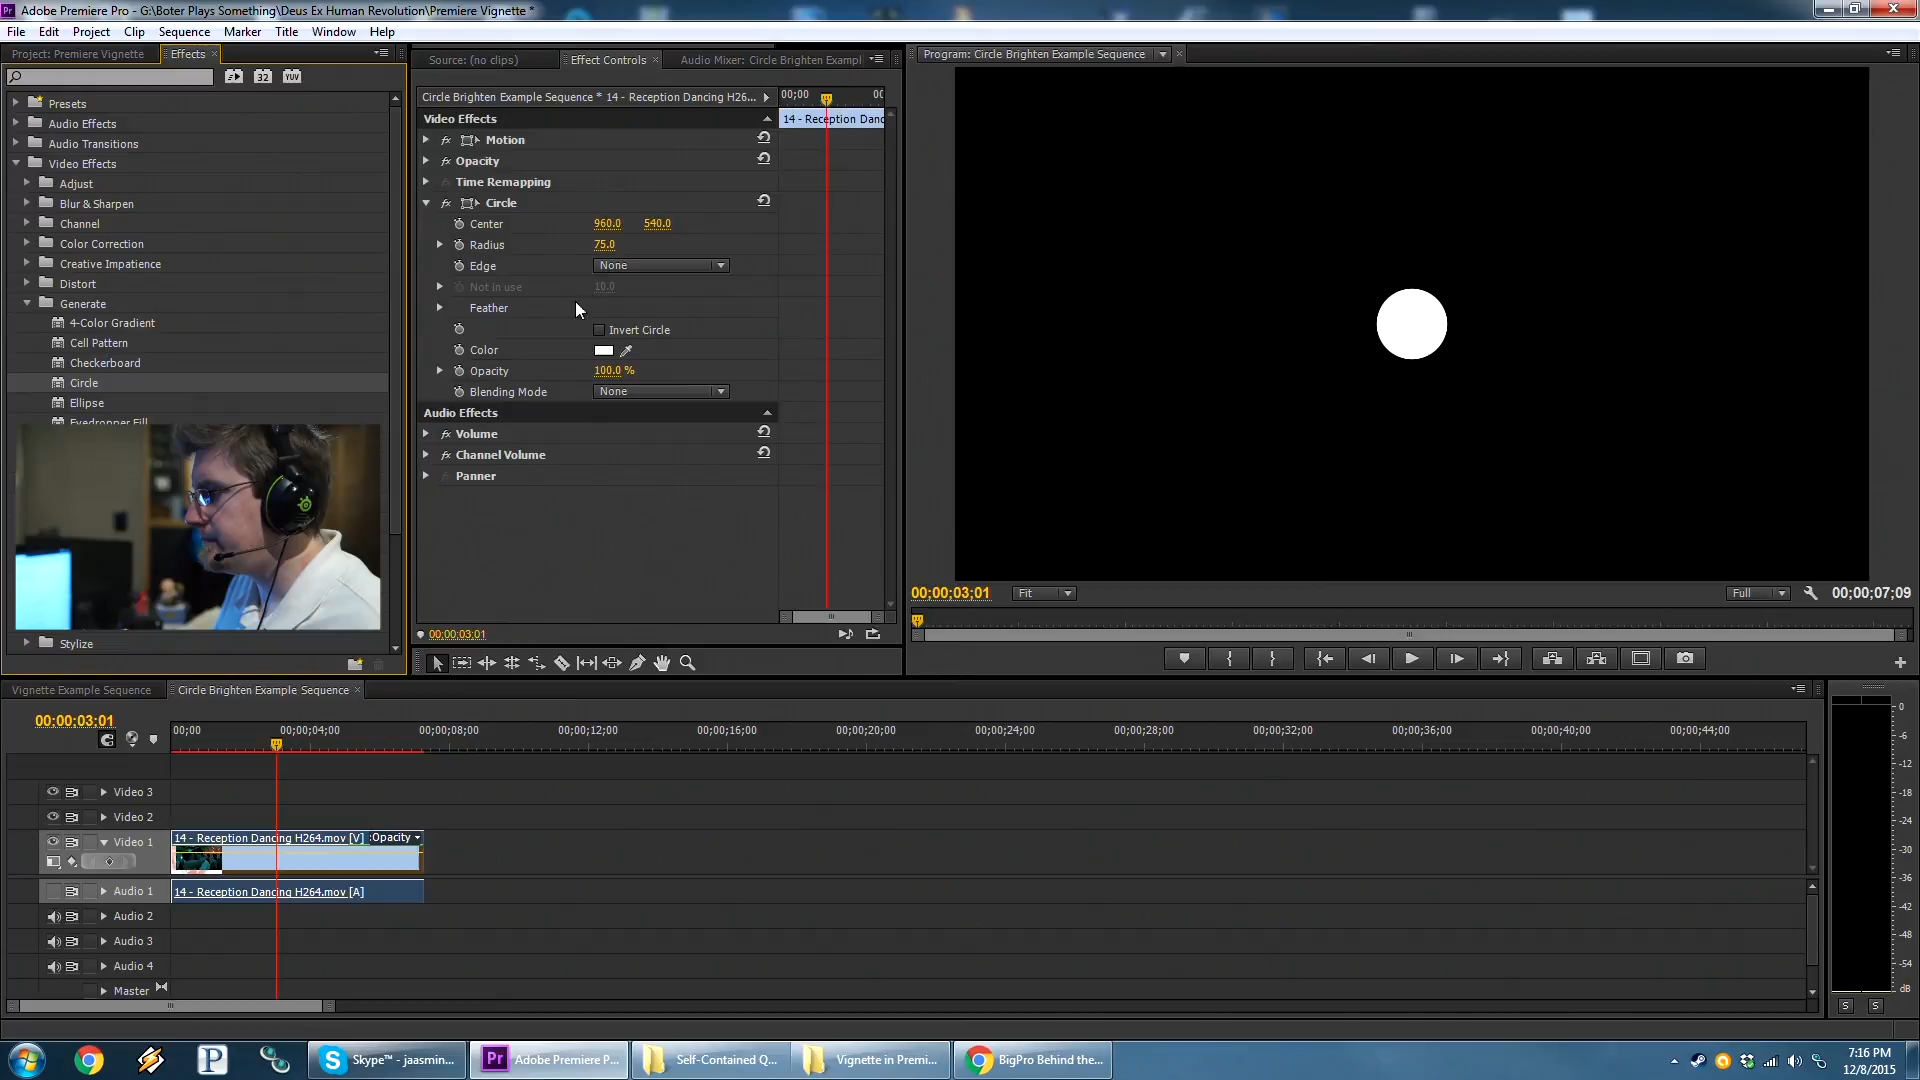 Adobe Premiere Pro - G:\Boter Plays Something\Deus Ex Human Revolution\Premiere Vignette *
File Edit Project Clip Sequence Marker Title Window Help
Project: Premiere Vignette
Effects
32
YUV
Presets
Audio Effects
Audio Transitions
Video Effects
Adjust
Blur & Sharpen
Channel
Color Correction
Creative Impatience
Distort
Generate
4-Color Gradient
Cell Pattern
Checkerboard
Circle
Ellipse
Eyedropper Fill
Stylize
Source: (no clips)
Effect Controls
Audio Mixer: Circle Brighten Exampl
Circle Brighten Example Sequence * 14 - Reception Dancing H26...
00;00
00
Video Effects
14 - Reception Danc
Motion
Opacity
Time Remapping
Circle
Center 960.0 540.0
Radius 75.0
Edge None
Not in use 10.0
Feather
Invert Circle
Color
Opacity 100.0 %
Blending Mode None
Audio Effects
Volume
Channel Volume
Panner
00;00;03;01
Program: Circle Brighten Example Sequence
00;00;03;01
Fit
Full
00;00;07;09
Vignette Example Sequence
Circle Brighten Example Sequence
00;00;03;01
00;00 00;00;04;00 00;00;08;00 00;00;12;00 00;00;16;00 00;00;20;00 00;00;24;00 00;00;28;00 00;00;32;00 00;00;36;00 00;00;40;00 00;00;44;00
Video 3
Video 2
Video 1
14 - Reception Dancing H264.mov [V] :Opacity
Audio 1
14 - Reception Dancing H264.mov [A]
Audio 2
Audio 3
Audio 4
Master
0
-6
-12
-18
-24
-30
-36
-42
-48
-54
dB
S S
Skype™ - jaasmin...
Adobe Premiere P...
Self-Contained Q...
Vignette in Premi...
BigPro Behind the...
7:16 PM
12/8/2015